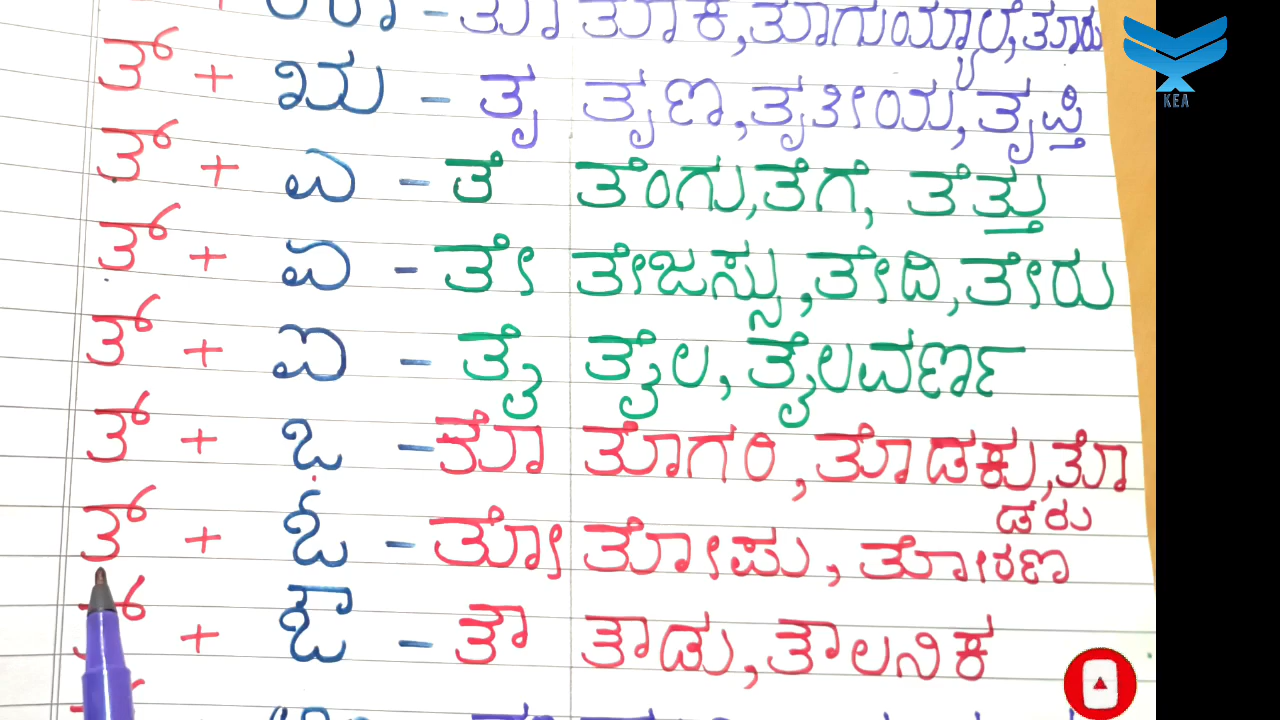 ತೂ ತೂಕ,ತೂಗುಯ್ಯಾಲೆ,ತೂರು
ತ್ + ಋ - ತೃ ತೃಣ,ತೃತೀಯ,ತೃಪ್ತಿ
ತ್ + ಎ - ತೆ ತೆಂಗು,ತೆಗೆ, ತೆತ್ತು
ತ್ + ಏ - ತೇ ತೇಜಸ್ಸು,ತೇದಿ,ತೇರು
ತ್ + ಐ - ತೈ ತೈಲ, ತೈಲವರ್ಣ
ತ್ + ಒ - ತೊ ತೊಗರಿ, ತೊಡಕು,ತೊ
ಡರು
ತ್ + ಓ - ತೋ ತೋಪು, ತೋರಣ
+ ಔ - ತೌ ತೌಡು,ತೌಲನಿಕ
KEA